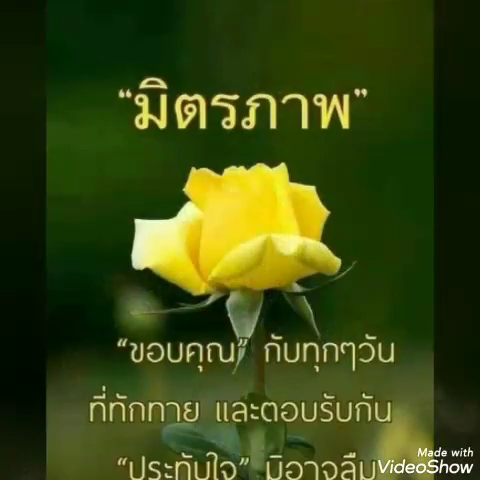 “มิตรภาพ”
“ขอบคุณ” กับทุกๆวัน
ที่ทักทาย และตอบรับกัน
“ประทับใจ” มิอาจลืม
Made with
VideoShow